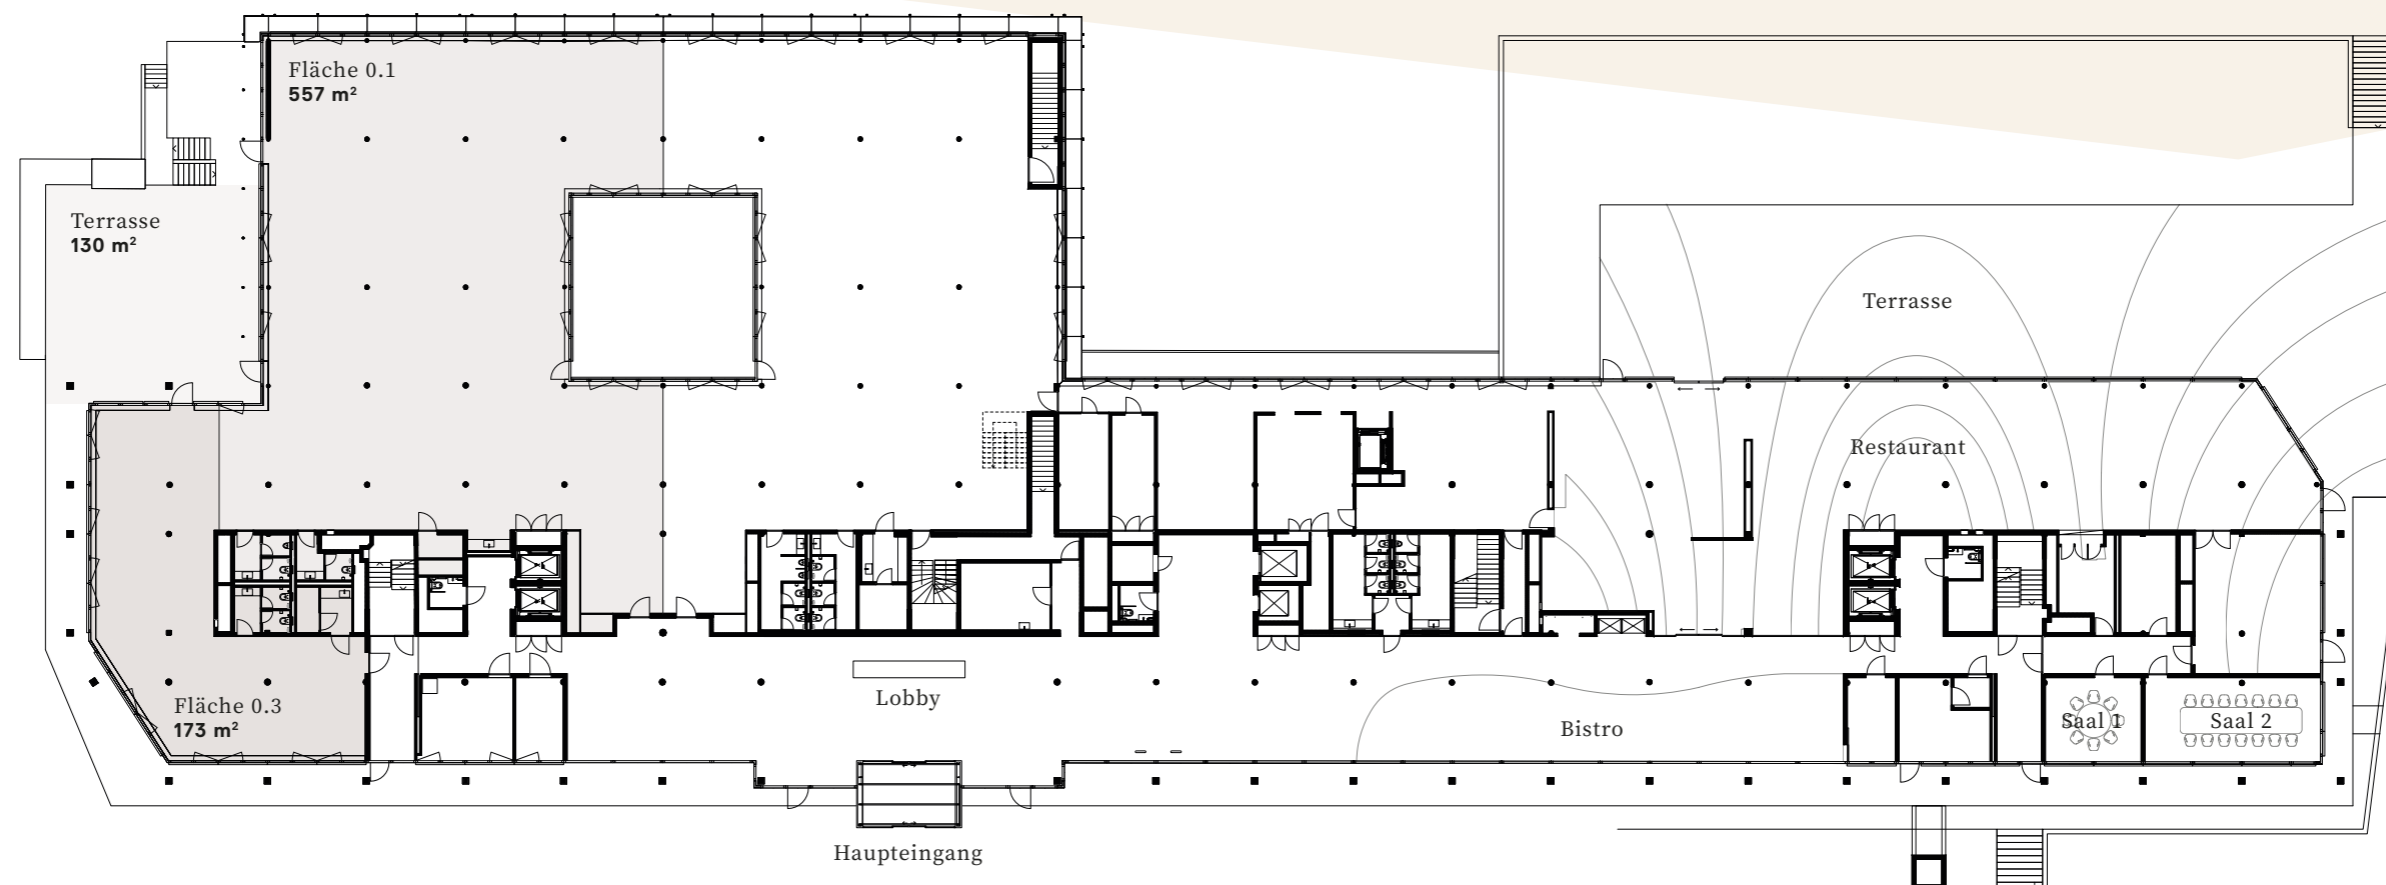 Fläche 0.1
557 m²
Terrasse
130 m²
Terrasse
Restaurant
Fläche 0.3
173 m²
Lobby
Bistro
Saal 1
Saal 2
Haupteingang